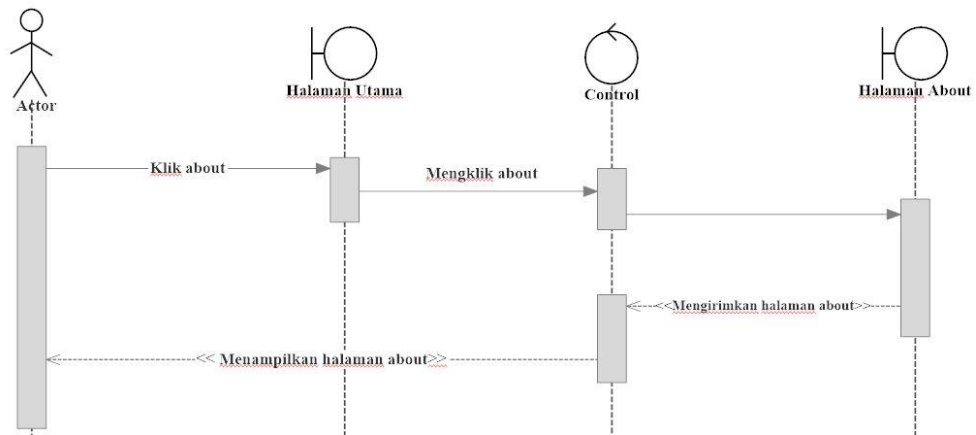 Actor
Halaman Utama
Control
Halaman About
Klik about
Mengklik about
<<Mengirimkan halaman about>>
<< Menampilkan halaman about>>